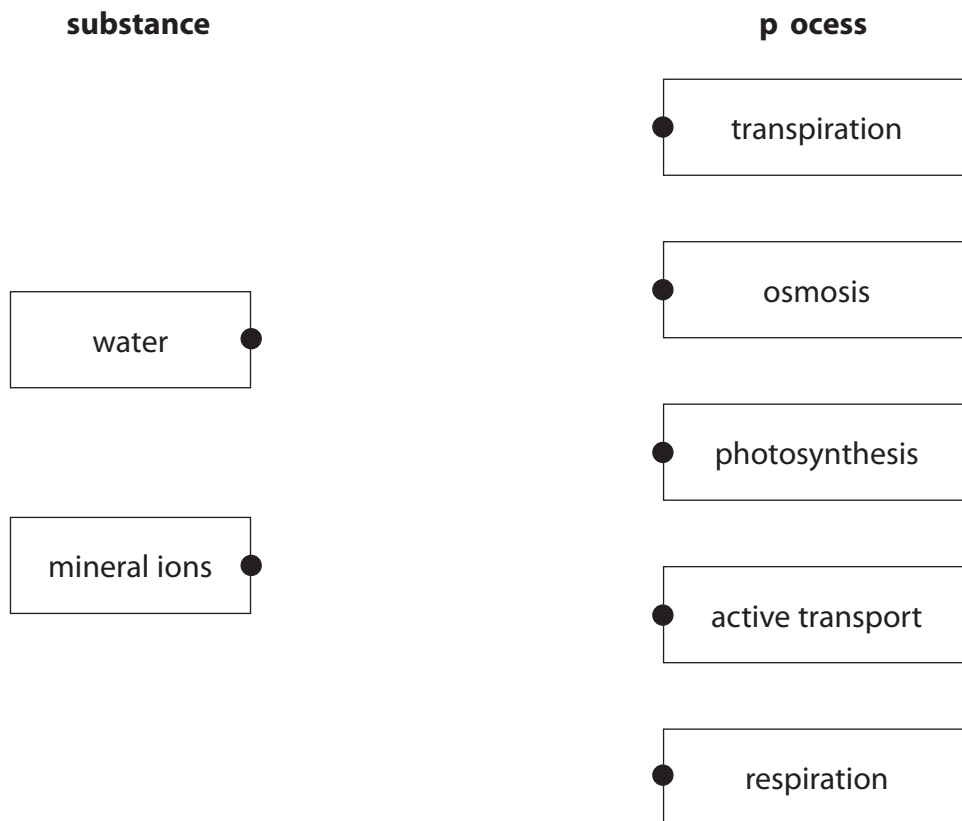 substance
p ocess
transpiration
osmosis
water
photosynthesis
mineral ions
active transport
respiration